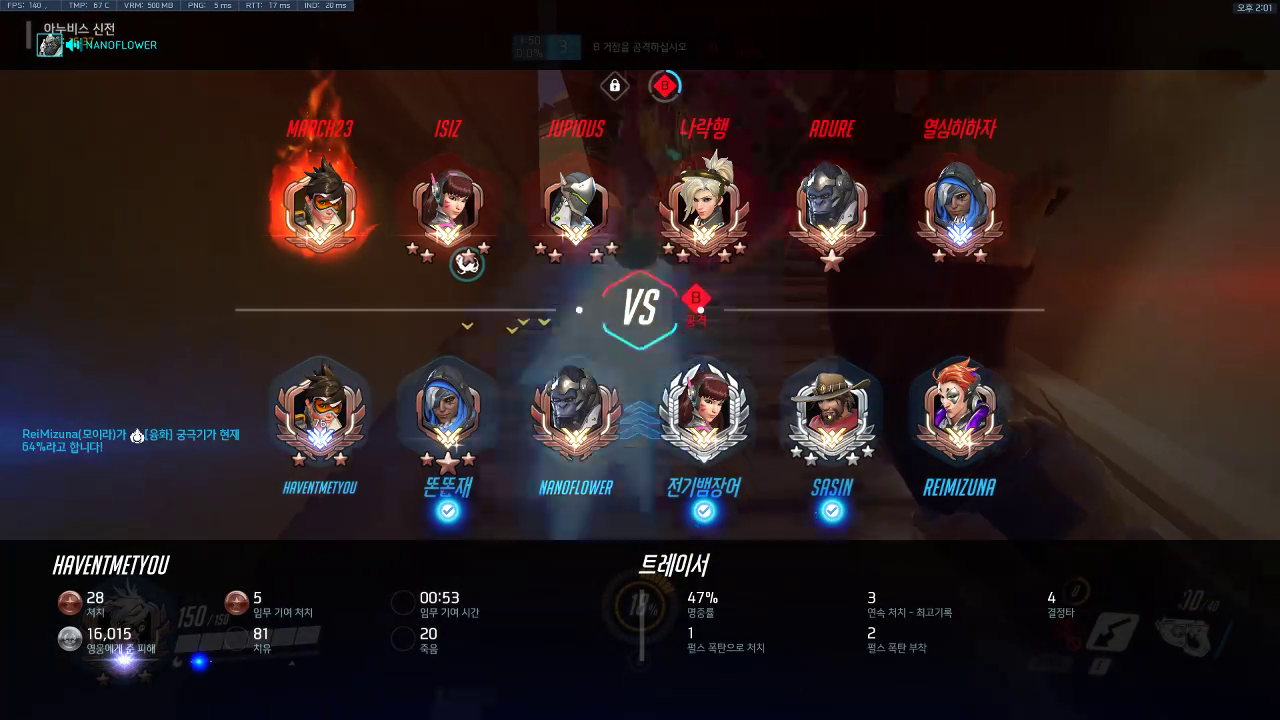 FPS: 140 TMP: 67 C VRM: 500 MB PNG: 5 ms RTT: 17 ms IND: 20 ms
오후 2:01
아누비스 신전
NANOFLOWER
3
B 거점을 공격하십시오
B
MARCH23 ISIZ JUPIOUS 나락행 ADURE 열심히하자
VS
B
공격
ReiMizuna(모이라)가 [융화] 궁극기가 현재
64%라고 합니다!
HAVENTMETYOU 똔똔재 NANOFLOWER 전기뱀장어 SASIN REIMIZUNA
HAVENTMETYOU
트레이서
28
처치
5
임무 기여 처치
00:53
임무 기여 시간
47%
명중률
3
연속 처치 - 최고기록
4
결정타
150/150
30/40
16,015
영웅에게 준 피해
81
치유
20
죽음
1
펄스 폭탄으로 처치
2
펄스 폭탄 부착